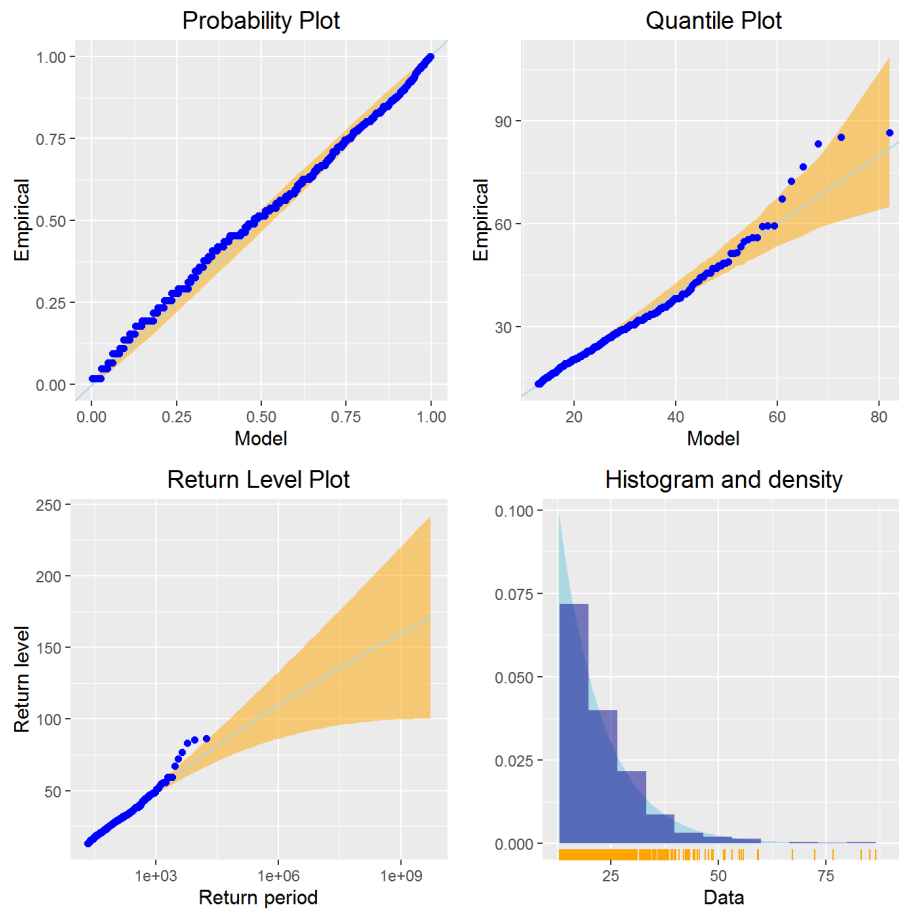 Probability Plot
Empirical
1.00
0.75
0.50
0.25
0.00
0.00 0.25 0.50 0.75 1.00
Model
Quantile Plot
Empirical
90
60
30
20 40 60 80
Model
Return Level Plot
Return level
250
200
150
100
50
1e+03 1e+06 1e+09
Return period
Histogram and density
0.100
0.075
0.050
0.025
0.000
25 50 75
Data